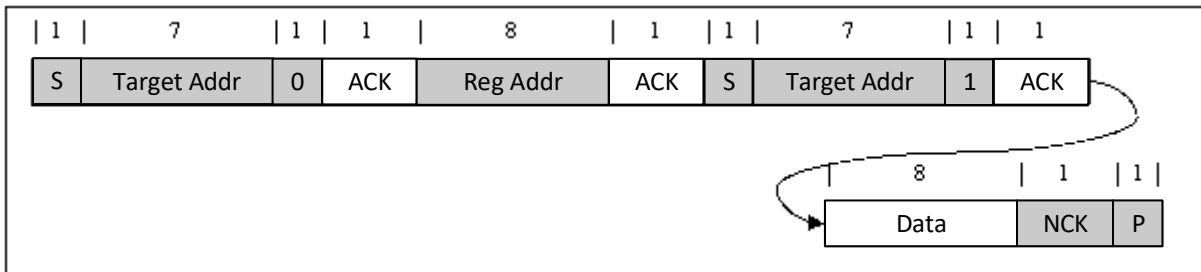 | 1 | 7 | 1 | 1 | 8 | 1 | 1 | 7 | 1 | 1
S Target Addr 0 ACK Reg Addr ACK S Target Addr 1 ACK
| 8 | 1 | 1 |
Data NCK P